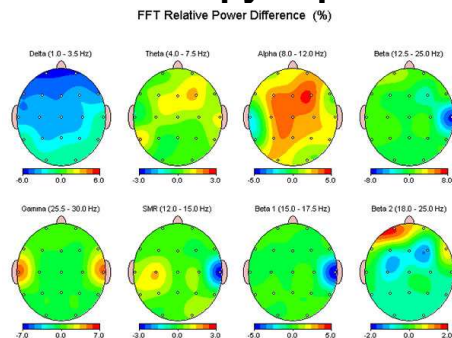 FFT Relative Power Difference (%)
Delta (1.0 - 3.5 Hz)
Theta (4.0 - 7.5 Hz)
Alpha (8.0 - 12.0 Hz)
Beta (12.5 - 25.0 Hz)
-6.0 0.0 6.0
-3.0 0.0 3.0
-5.0 0.0 5.0
-8.0 0.0
Gamma (25.5 - 30.0 Hz)
SMR (12.0 - 15.0 Hz)
Beta 1 (15.0 - 17.5 Hz)
Beta 2 (18.0 - 25.0 Hz)
-7.0 0.0 7.0
-3.0 0.0 3.0
-5.0 0.0 5.0
-2.0 0.0 2.0